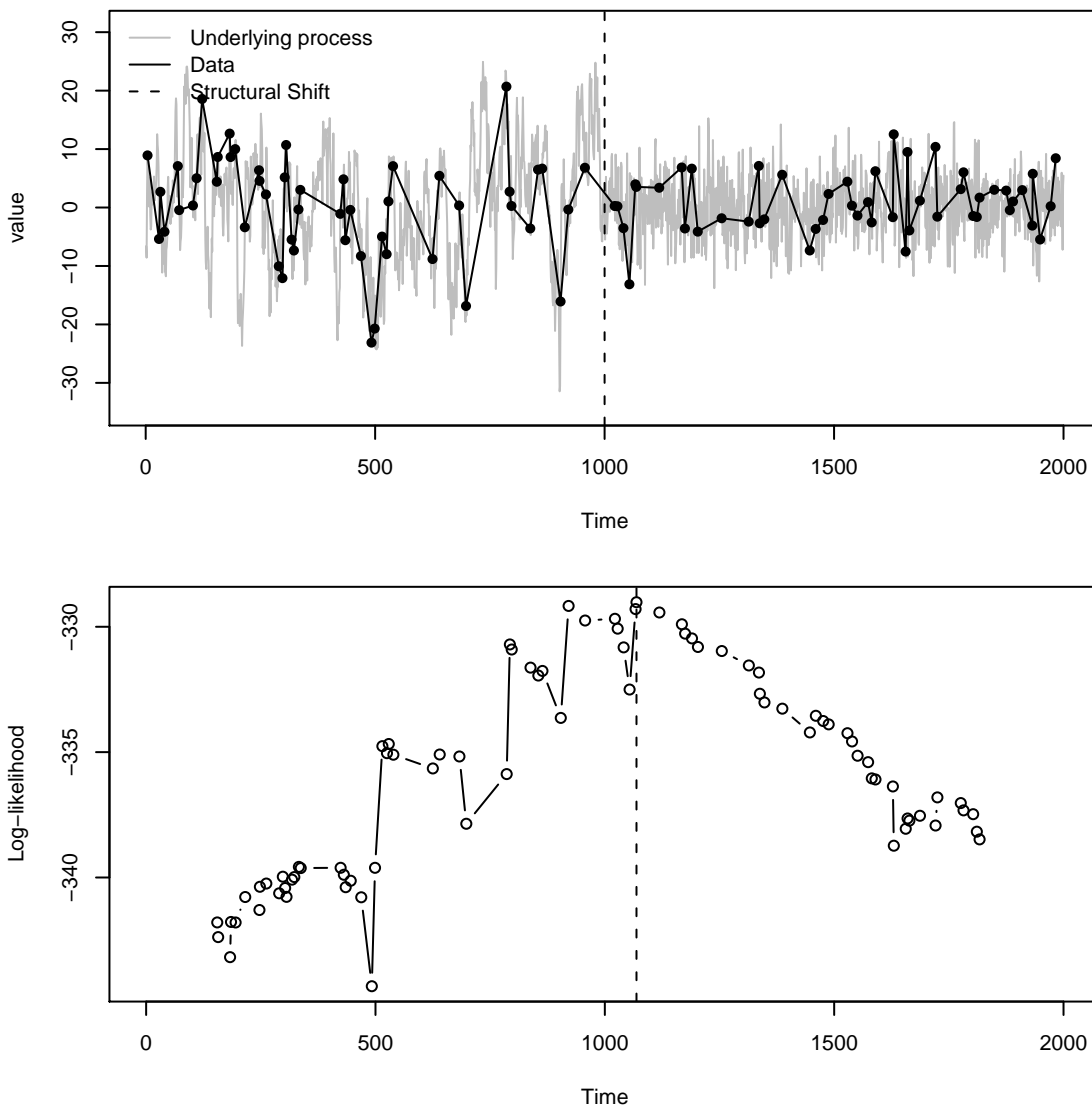 30
20
10
0
−10
−20
−30
value
Underlying process
Data
Structural Shift
0 500 1000 1500 2000
Time
−330
−335
−340
Log−likelihood
0 500 1000 1500 2000
Time